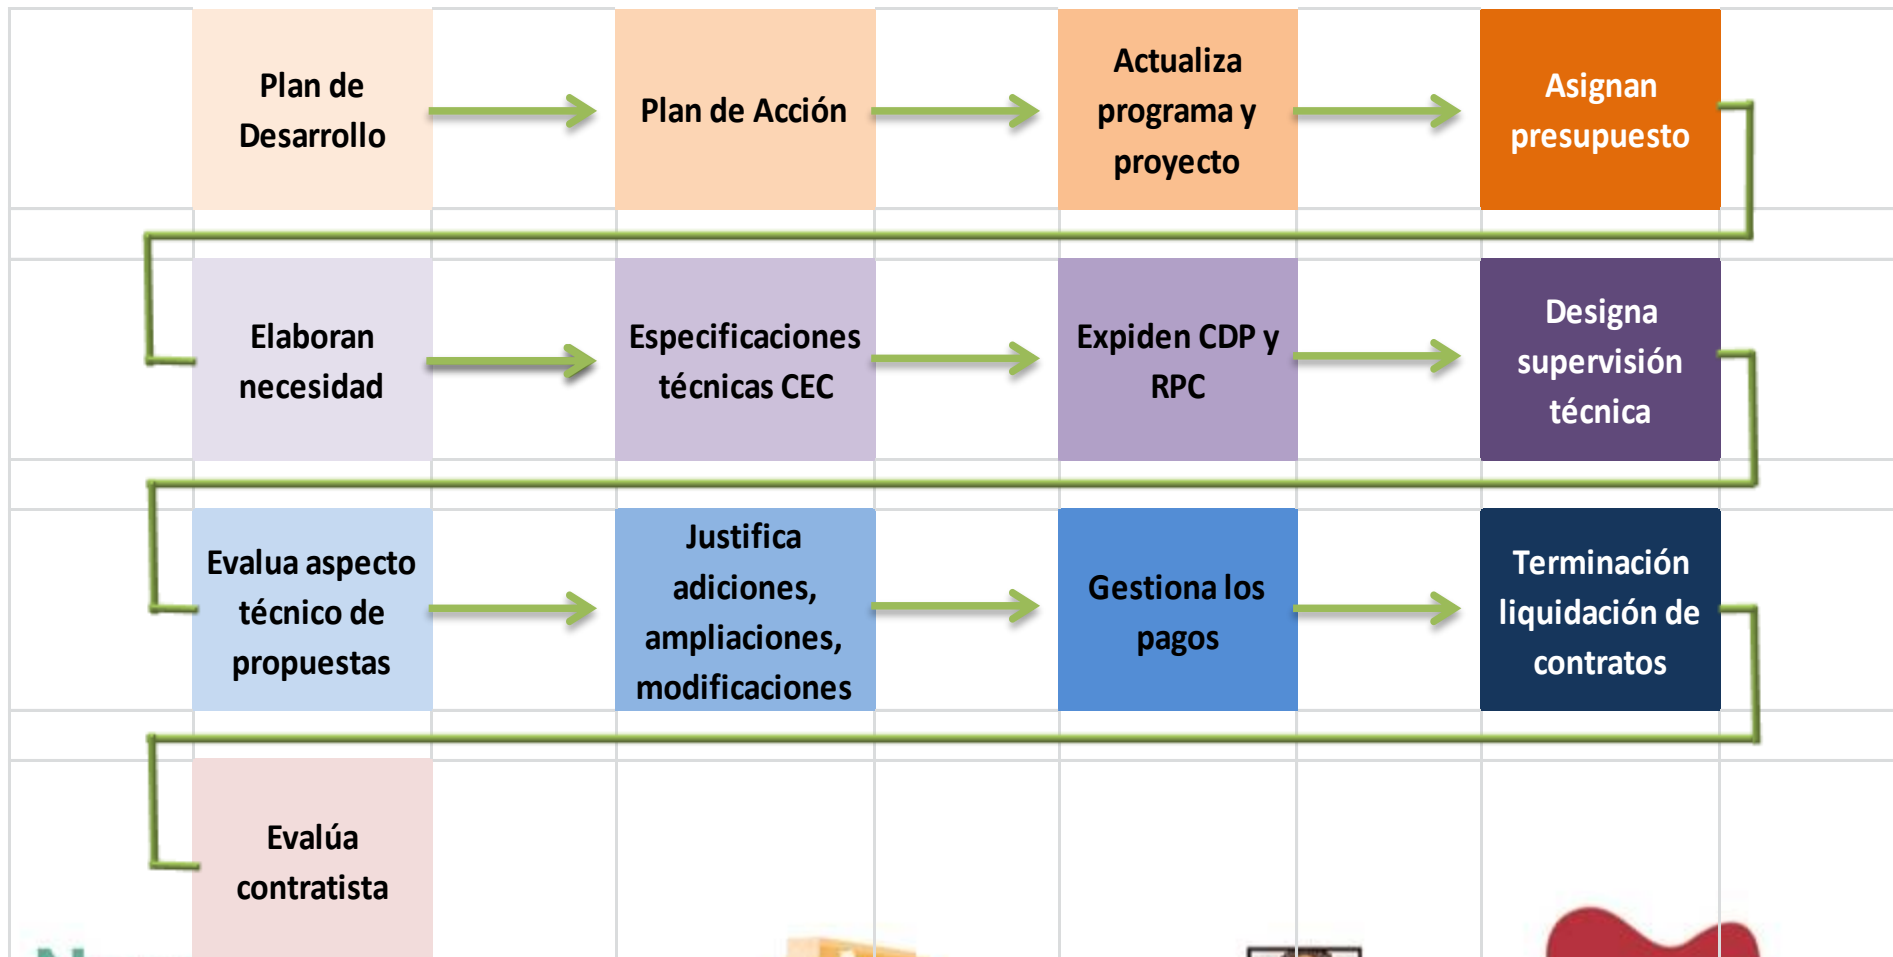 Plan de
Desarrollo
Plan de Acción
Actualiza
programa y
proyecto
Asignan
presupuesto
Elaboran
necesidad
Especificaciones
técnicas CEC
Expiden CDP y
RPC
Designa
supervisión
técnica
Evalua aspecto
técnico de
propuestas
Justifica
adiciones,
ampliaciones,
modificaciones
Gestiona los
pagos
Terminación
liquidación de
contratos
Evalúa
contratista